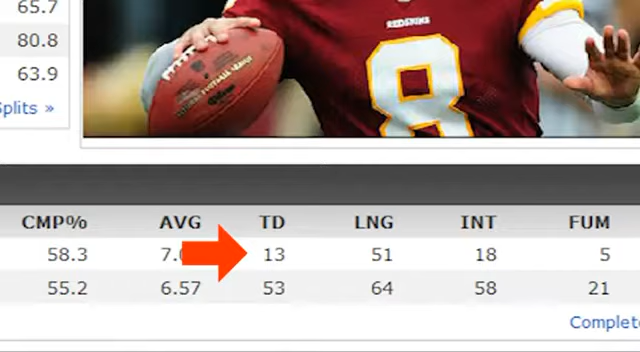 65.7
80.8
63.9
Splits »
REDSKINS
8
CMP% AVG TD LNG INT FUM
58.3 7. 13 51 18 5
55.2 6.57 53 64 58 21
Complete